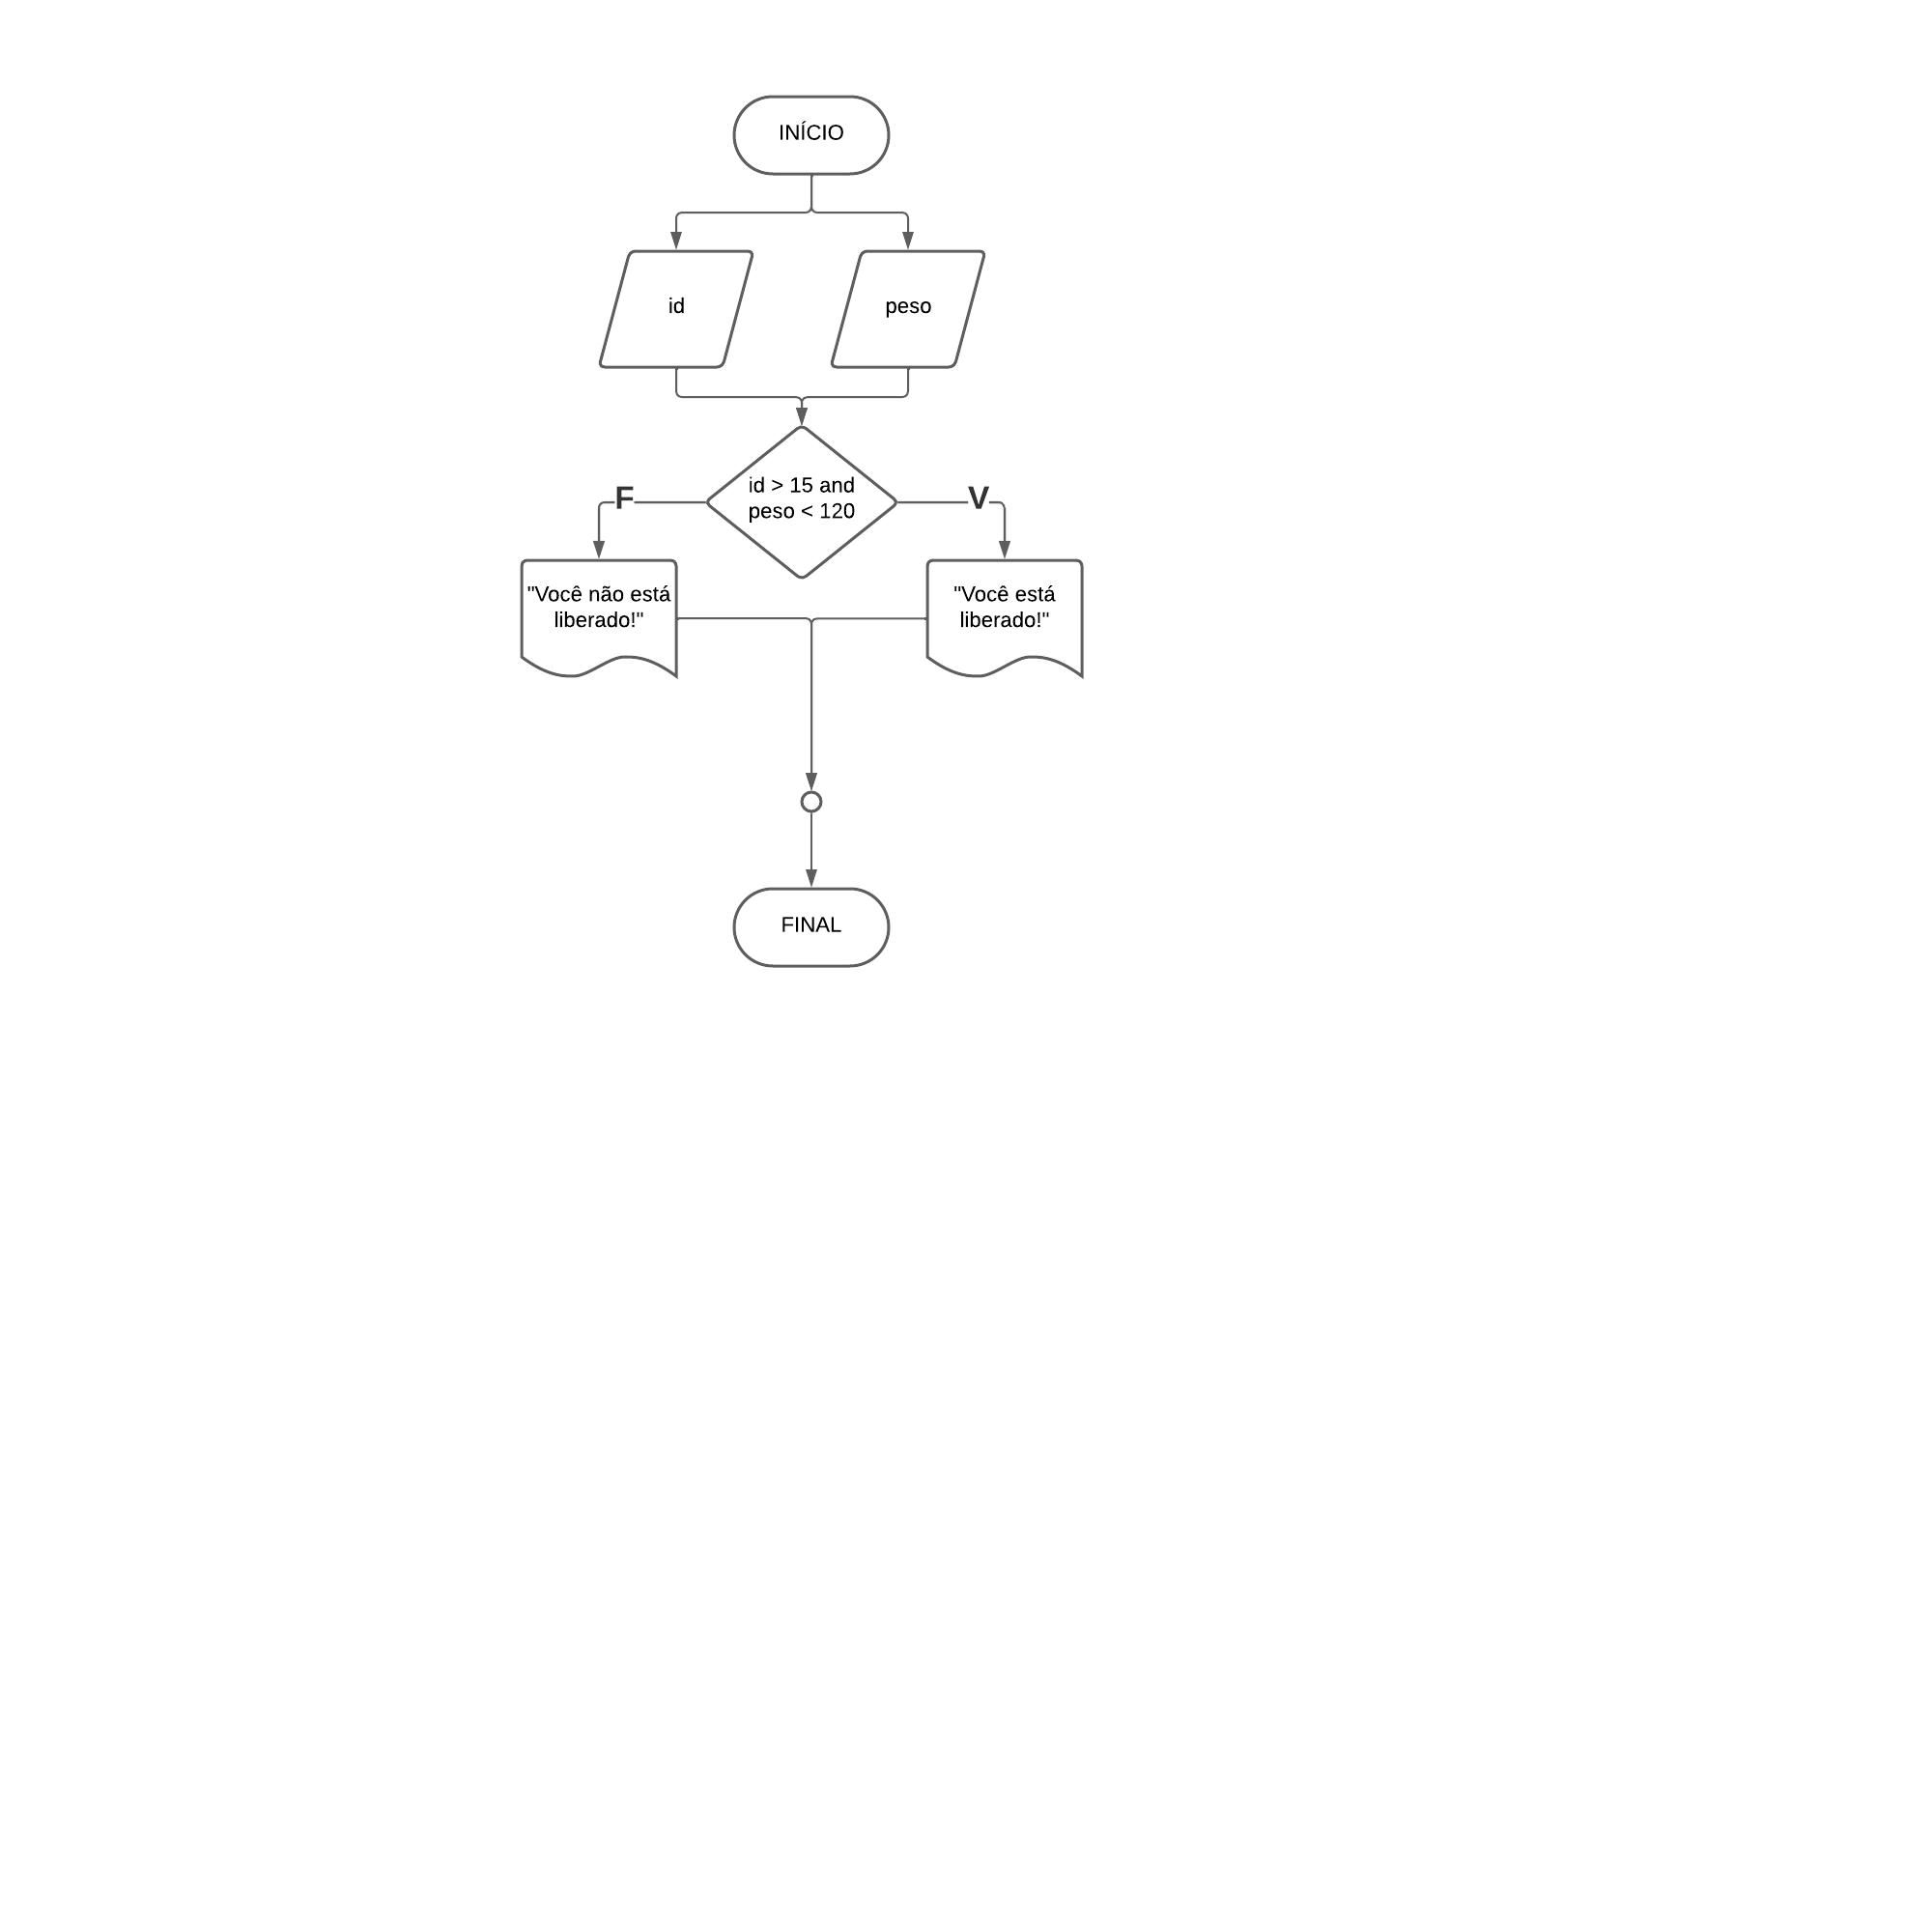 INÍCIO
id
peso
id > 15 and
peso < 120
F
V
"Você não está
liberado!"
"Você está
liberado!"
FINAL